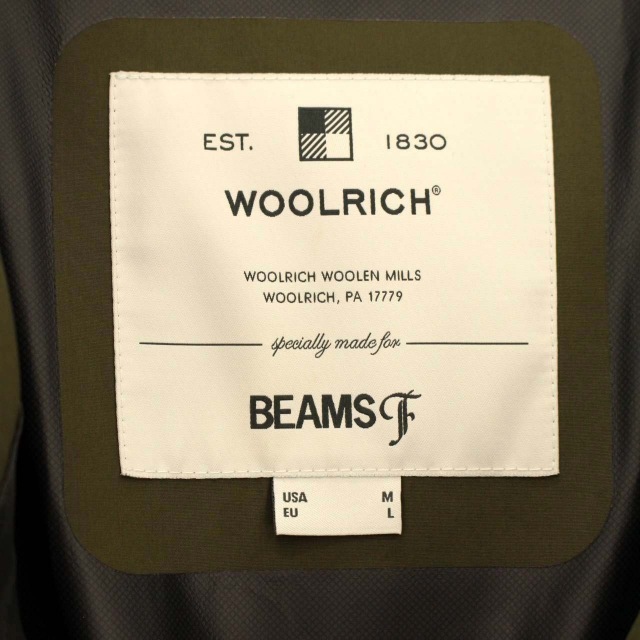 EST. 1830
WOOLRICH®
WOOLRICH WOOLEN MILLS
WOOLRICH, PA 17779
specially made for
BEAMS F
USA M
EU L